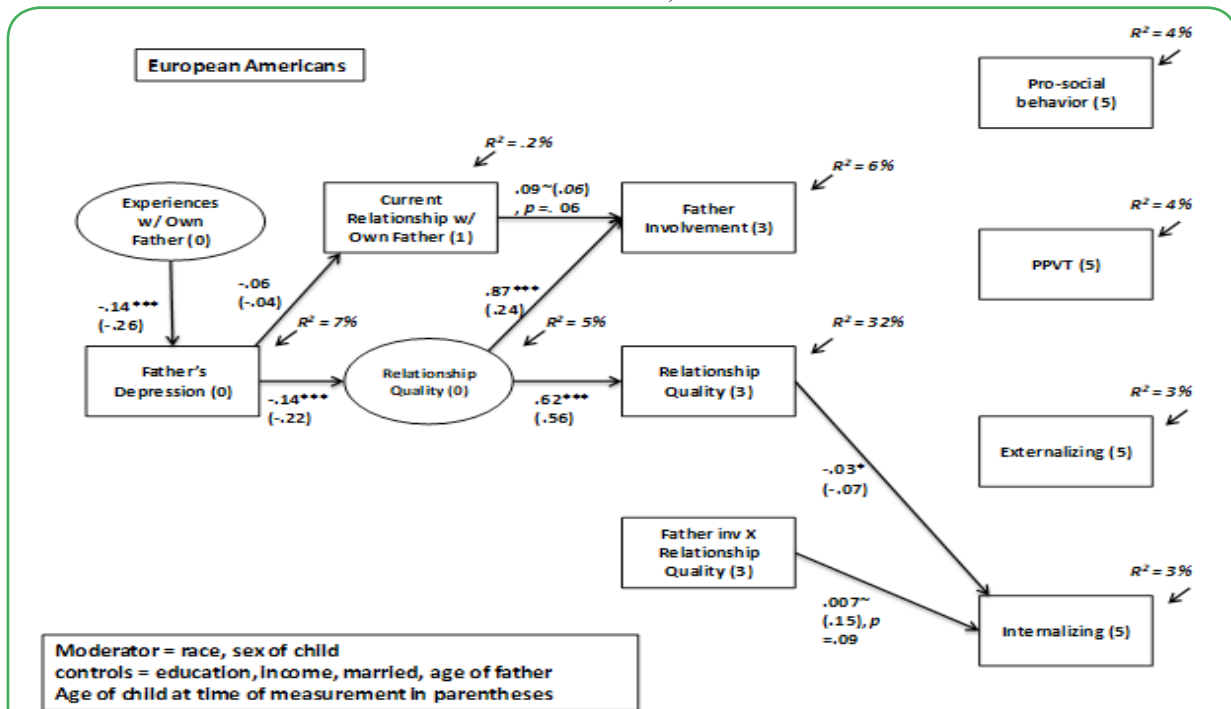 European Americans
R² = 4%
Pro-social
behavior (5)
R² = .2%
R² = 6%
Experiences
w/ Own
Father (0)
Current
Relationship w/
Own Father (1)
.09~(.06)
, p =. 06
Father
Involvement (3)
R² = 4%
PPVT (5)
-.14***
(-.26)
-.06
(-.04)
.87***
(.24)
R² = 7%
R² = 5%
R² = 32%
Father's
Depression (0)
-.14***
(-.22)
Relationship
Quality (0)
.62***
(.56)
Relationship
Quality (3)
R² = 3%
Externalizing (5)
-.03*
(-.07)
Father inv X
Relationship
Quality (3)
.007~
(.15), p
=.09
R² = 3%
Internalizing (5)
Moderator = race, sex of child
controls = education, income, married, age of father
Age of child at time of measurement in parentheses